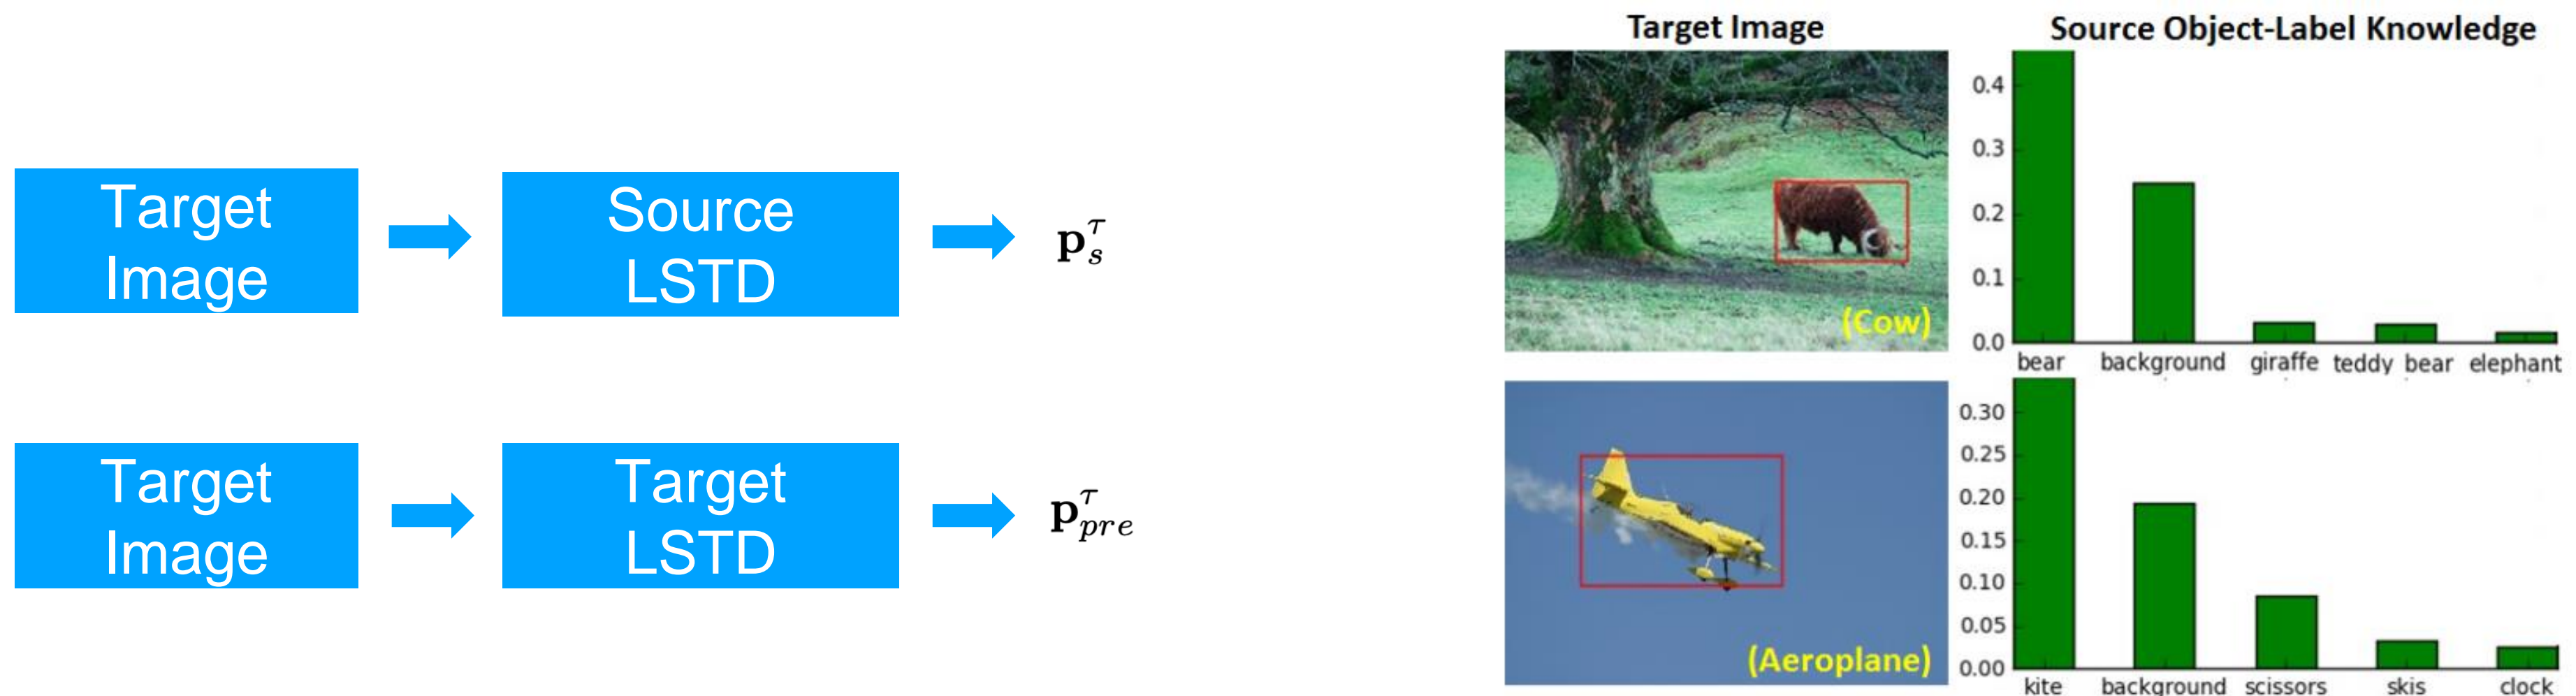 Target
Image
Source
LSTD
p_s^τ
Target
Image
Target
LSTD
p_{pre}^τ
Target Image
(Cow)
(Aeroplane)
Source Object-Label Knowledge
0.4
0.3
0.2
0.1
0.0
bear background giraffe teddy bear elephant
0.30
0.25
0.20
0.15
0.10
0.05
0.00
kite background scissors skis clock